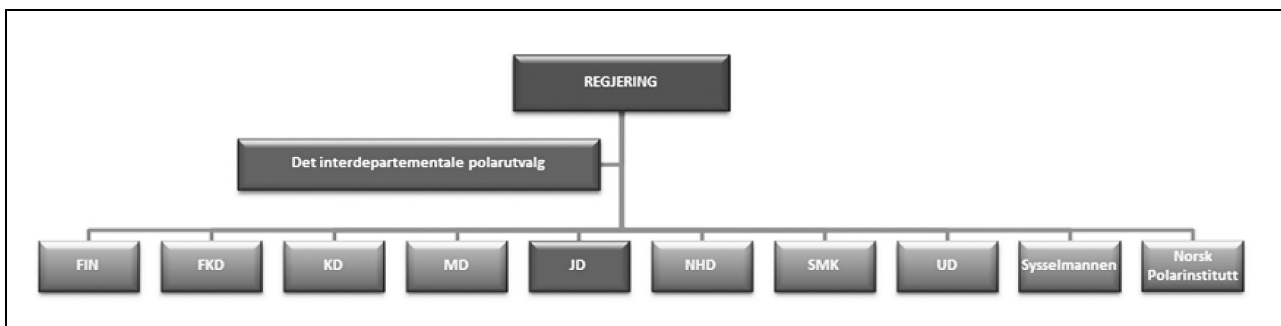 REGJERING
Det interdepartementale polarutvalg
FIN
FKD
KD
MD
JD
NHD
SMK
UD
Sysselmannen
Norsk
Polarinstitutt